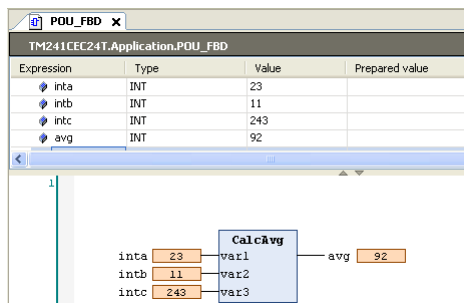 POU_FBD x
TM241CEC24T.Application.POU_FBD
Expression Type Value Prepared value
inta INT 23
intb INT 11
intc INT 243
avg INT 92
1
CalcAvg
inta 23 var1 avg 92
intb 11 var2
intc 243 var3